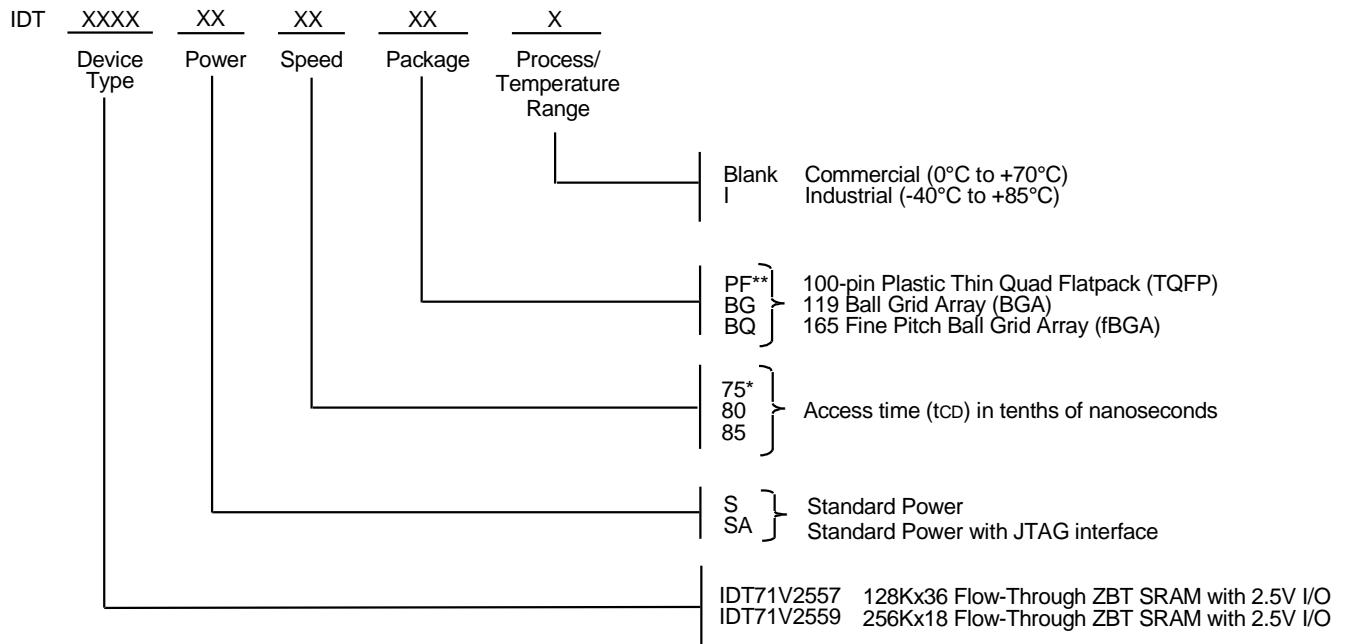 IDT XXXX XX XX XX X
Device Type Power Speed Package Process/ Temperature Range
Blank Commercial (0°C to +70°C)
I Industrial (-40°C to +85°C)
PF** 100-pin Plastic Thin Quad Flatpack (TQFP)
BG 119 Ball Grid Array (BGA)
BQ 165 Fine Pitch Ball Grid Array (fBGA)
75*
80 Access time (tCD) in tenths of nanoseconds
85
S Standard Power
SA Standard Power with JTAG interface
IDT71V2557 128Kx36 Flow-Through ZBT SRAM with 2.5V I/O
IDT71V2559 256Kx18 Flow-Through ZBT SRAM with 2.5V I/O